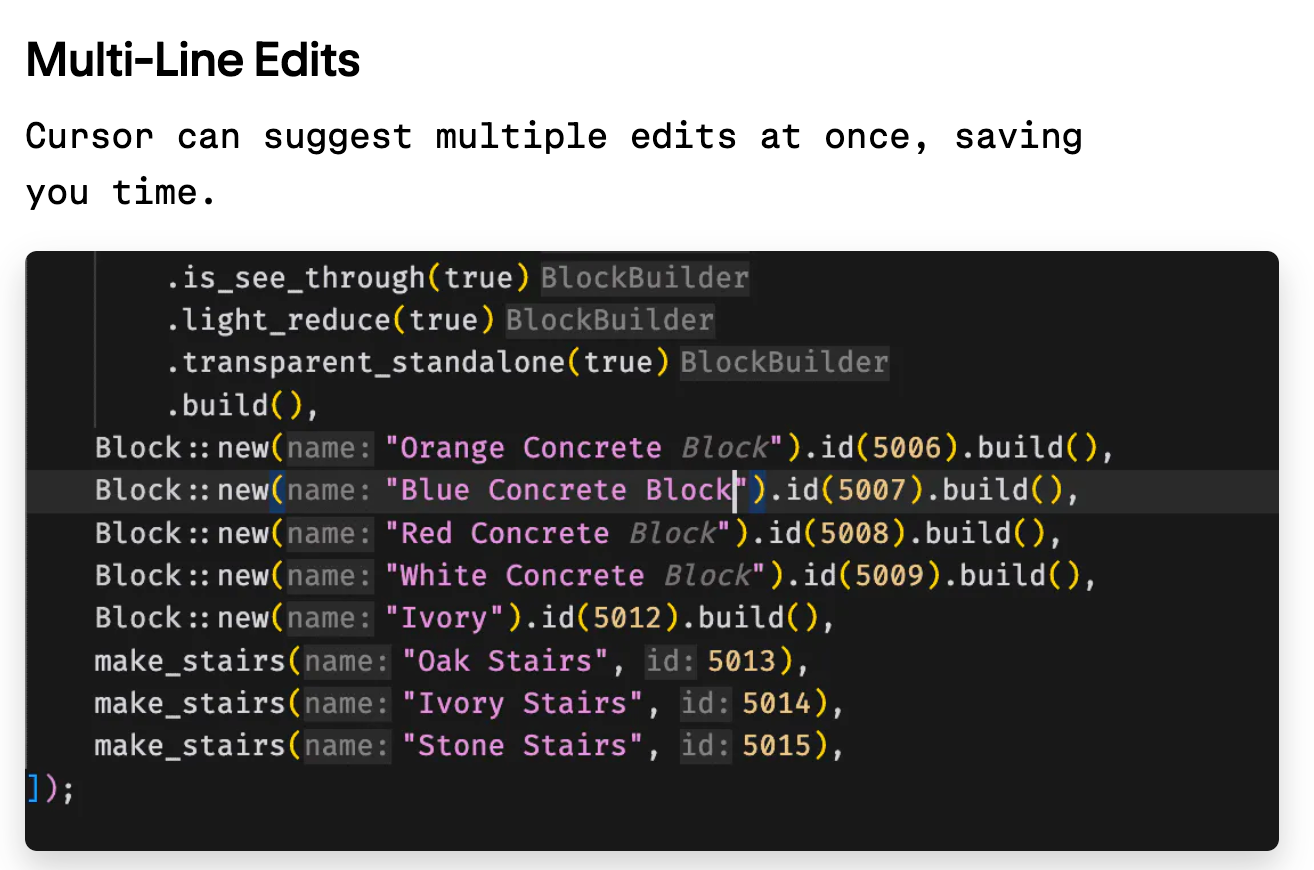 Multi-Line Edits
Cursor can suggest multiple edits at once, saving
you time.
.is_see_through(true) BlockBuilder
.light_reduce(true) BlockBuilder
.transparent_standalone(true) BlockBuilder
.build(),
Block::new(name: "Orange Concrete Block").id(5006).build(),
Block::new(name: "Blue Concrete Block").id(5007).build(),
Block::new(name: "Red Concrete Block").id(5008).build(),
Block::new(name: "White Concrete Block").id(5009).build(),
Block::new(name: "Ivory").id(5012).build(),
make_stairs(name: "Oak Stairs", id: 5013),
make_stairs(name: "Ivory Stairs", id: 5014),
make_stairs(name: "Stone Stairs", id: 5015),
]);